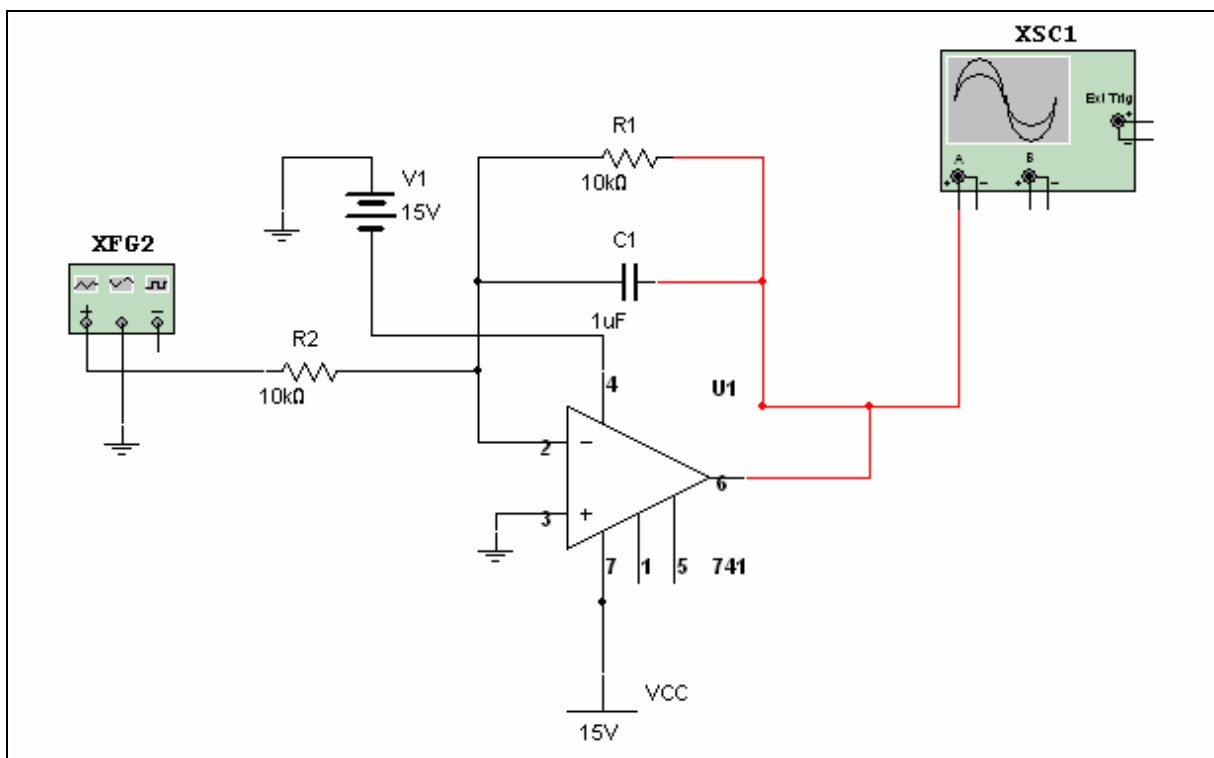 XSC1
Ext Trig
+
−
A
B
+ −
+ −
R1
10kΩ
V1
15V
C1
1uF
XFG2
+
−
R2
10kΩ
4
U1
2
−
6
3
+
7
1
5
741
VCC
15V